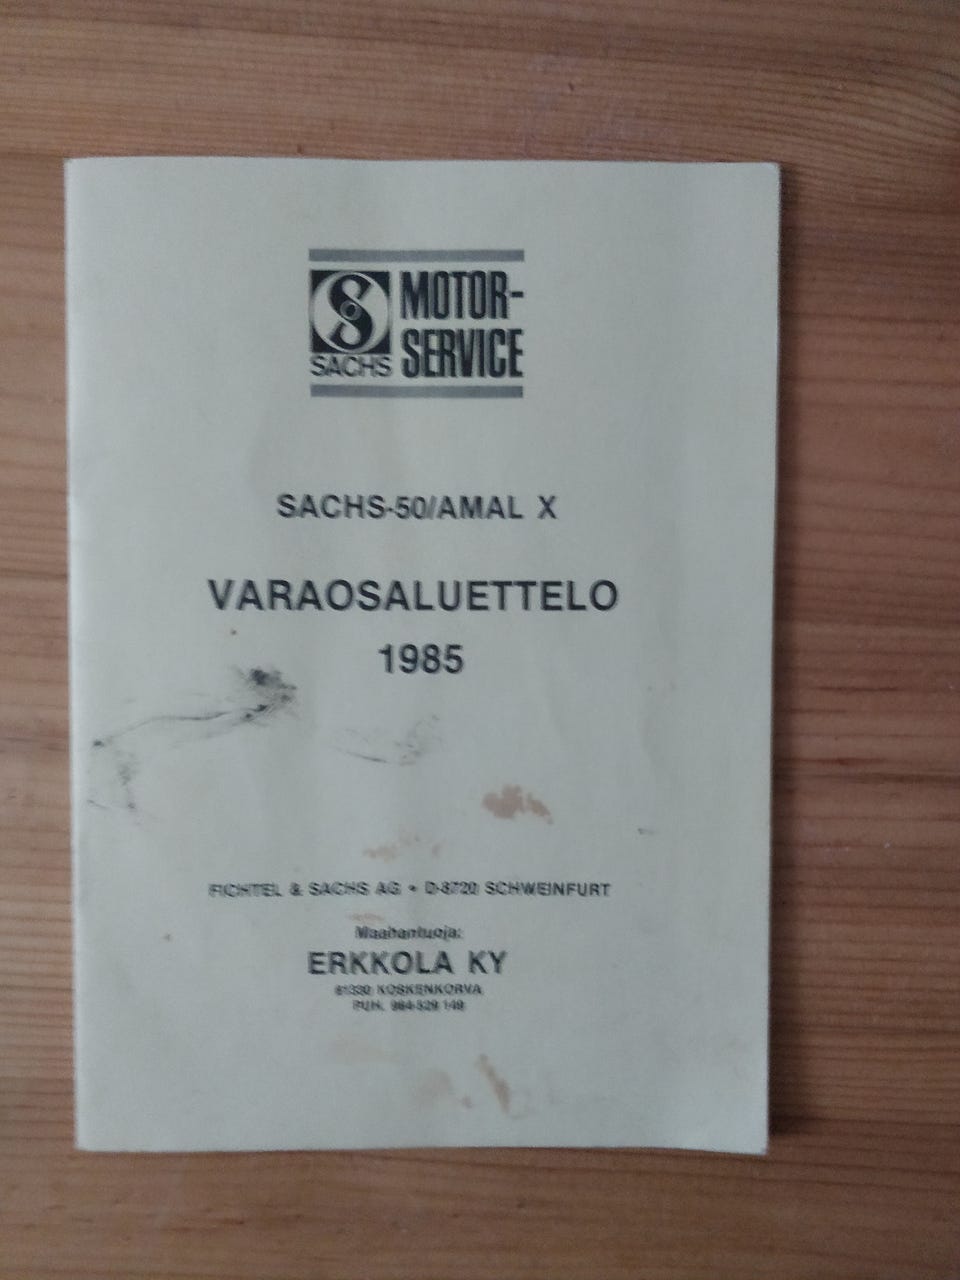 MOTOR-
SERVICE
SACHS
SACHS-50/AMAL X
VARAOSALUETTELO
1985
FICHTEL & SACHS AG • D-8720 SCHWEINFURT
Maahantuoja:
ERKKOLA KY
61330 KOSKENKORVA
PUH. 964-529 149